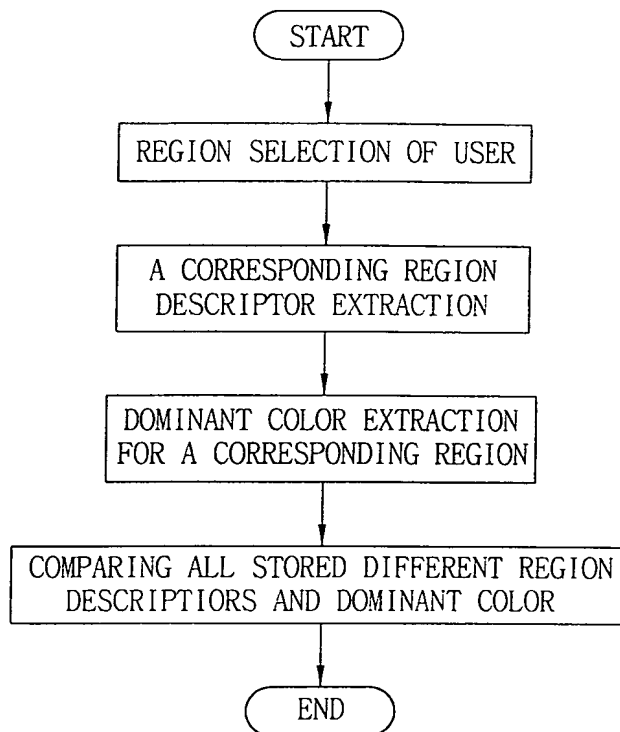 START
REGION SELECTION OF USER
A CORRESPONDING REGION
DESCRIPTOR EXTRACTION
DOMINANT COLOR EXTRACTION
FOR A CORRESPONDING REGION
COMPARING ALL STORED DIFFERENT REGION
DESCRIPTIORS AND DOMINANT COLOR
END